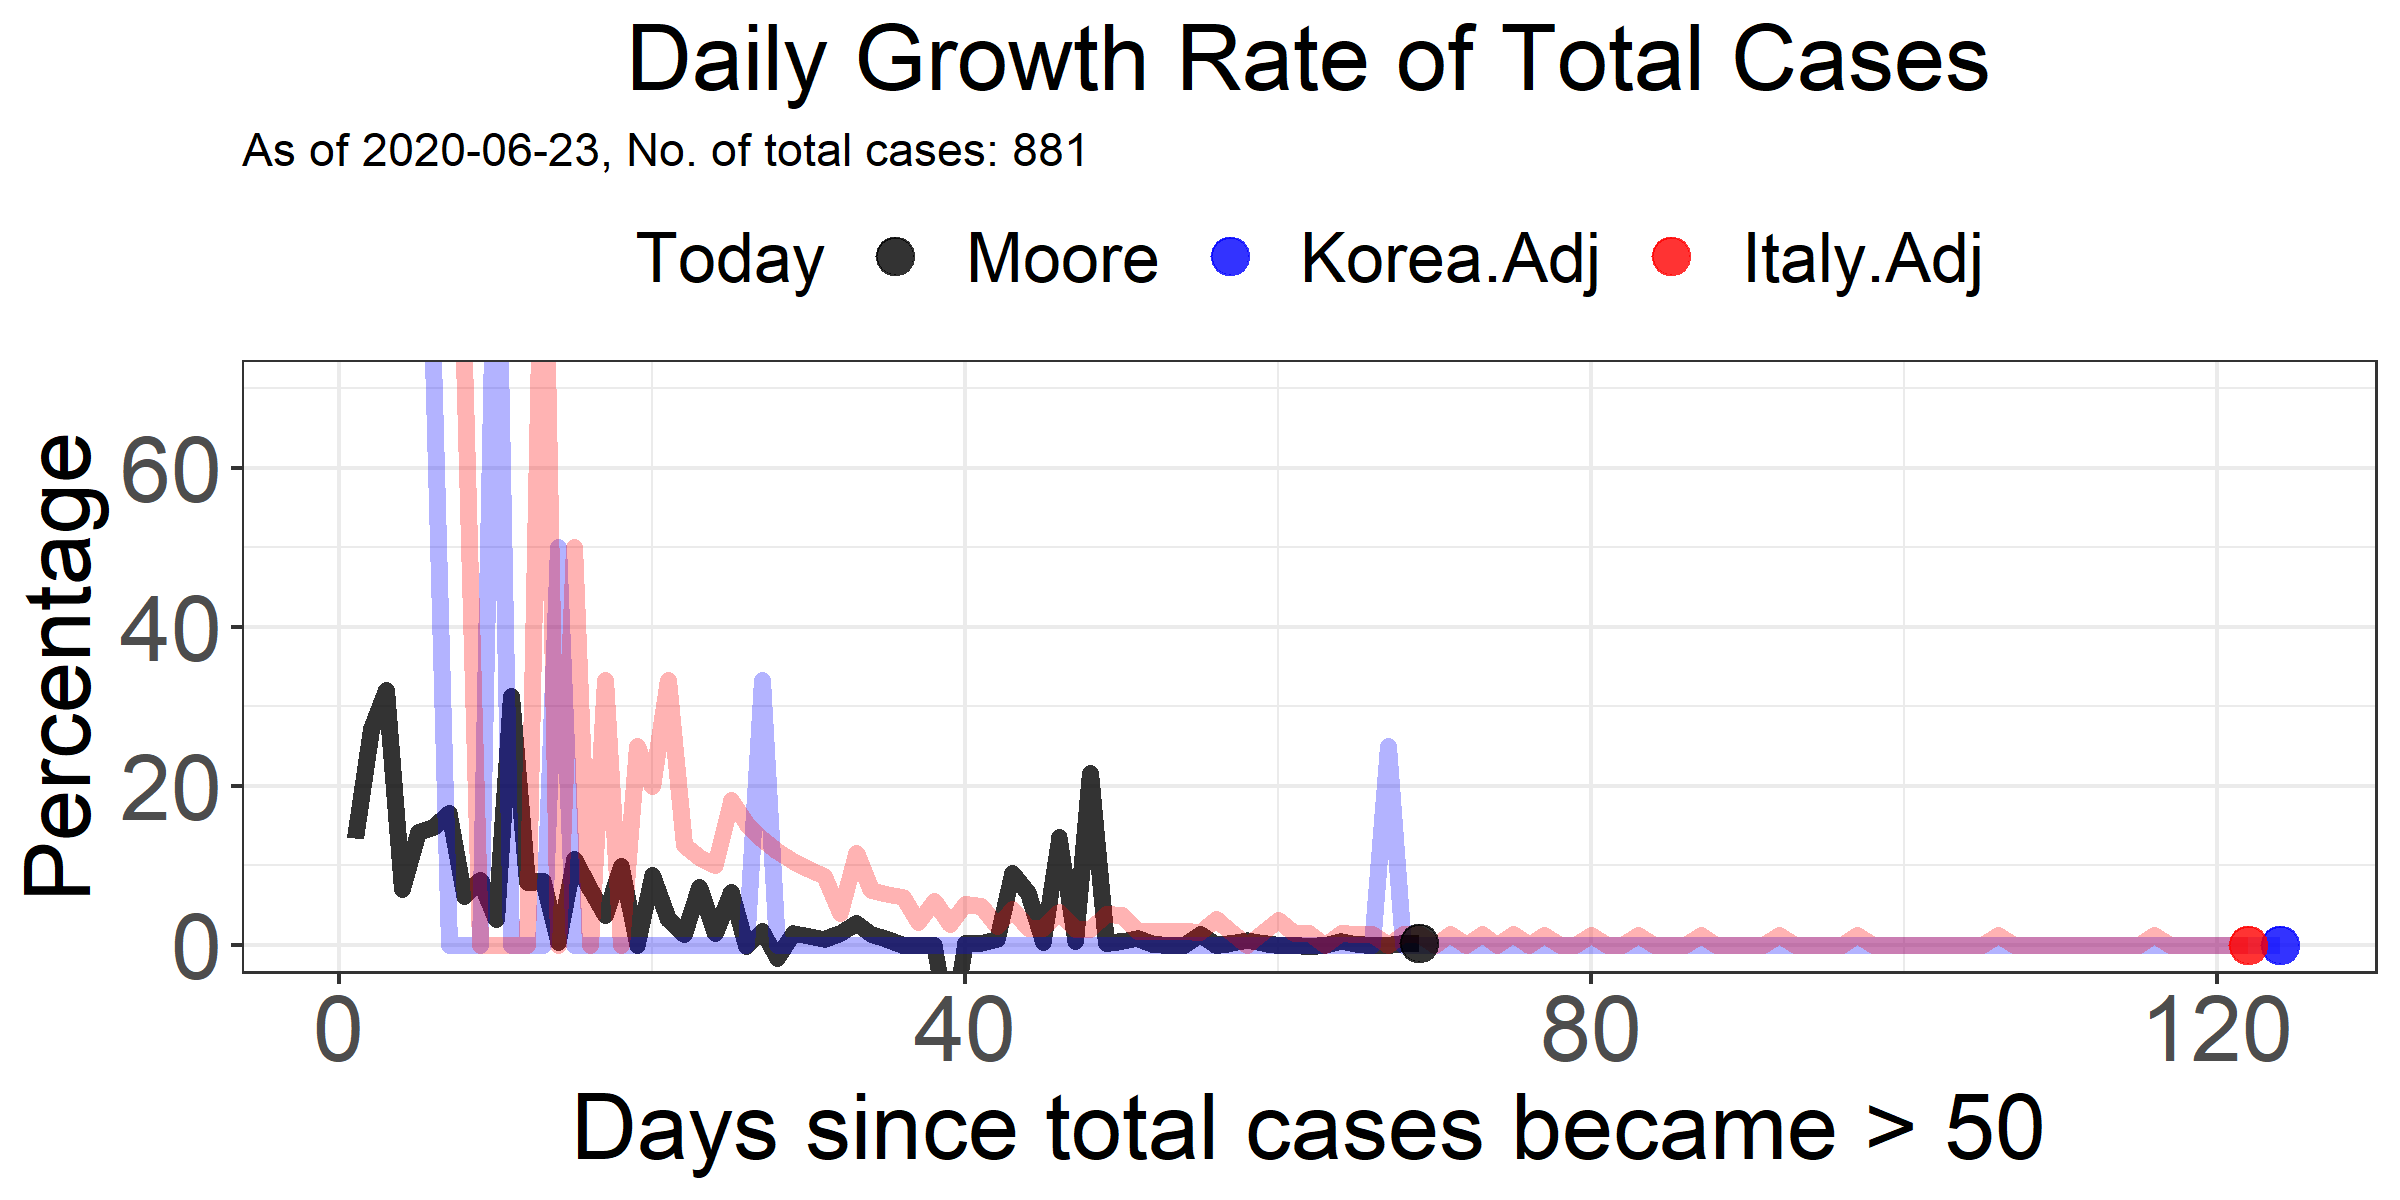 Daily Growth Rate of Total Cases
As of 2020-06-23, No. of total cases: 881
Today Moore Korea.Adj Italy.Adj
Percentage
60
40
20
0
0 40 80 120
Days since total cases became > 50